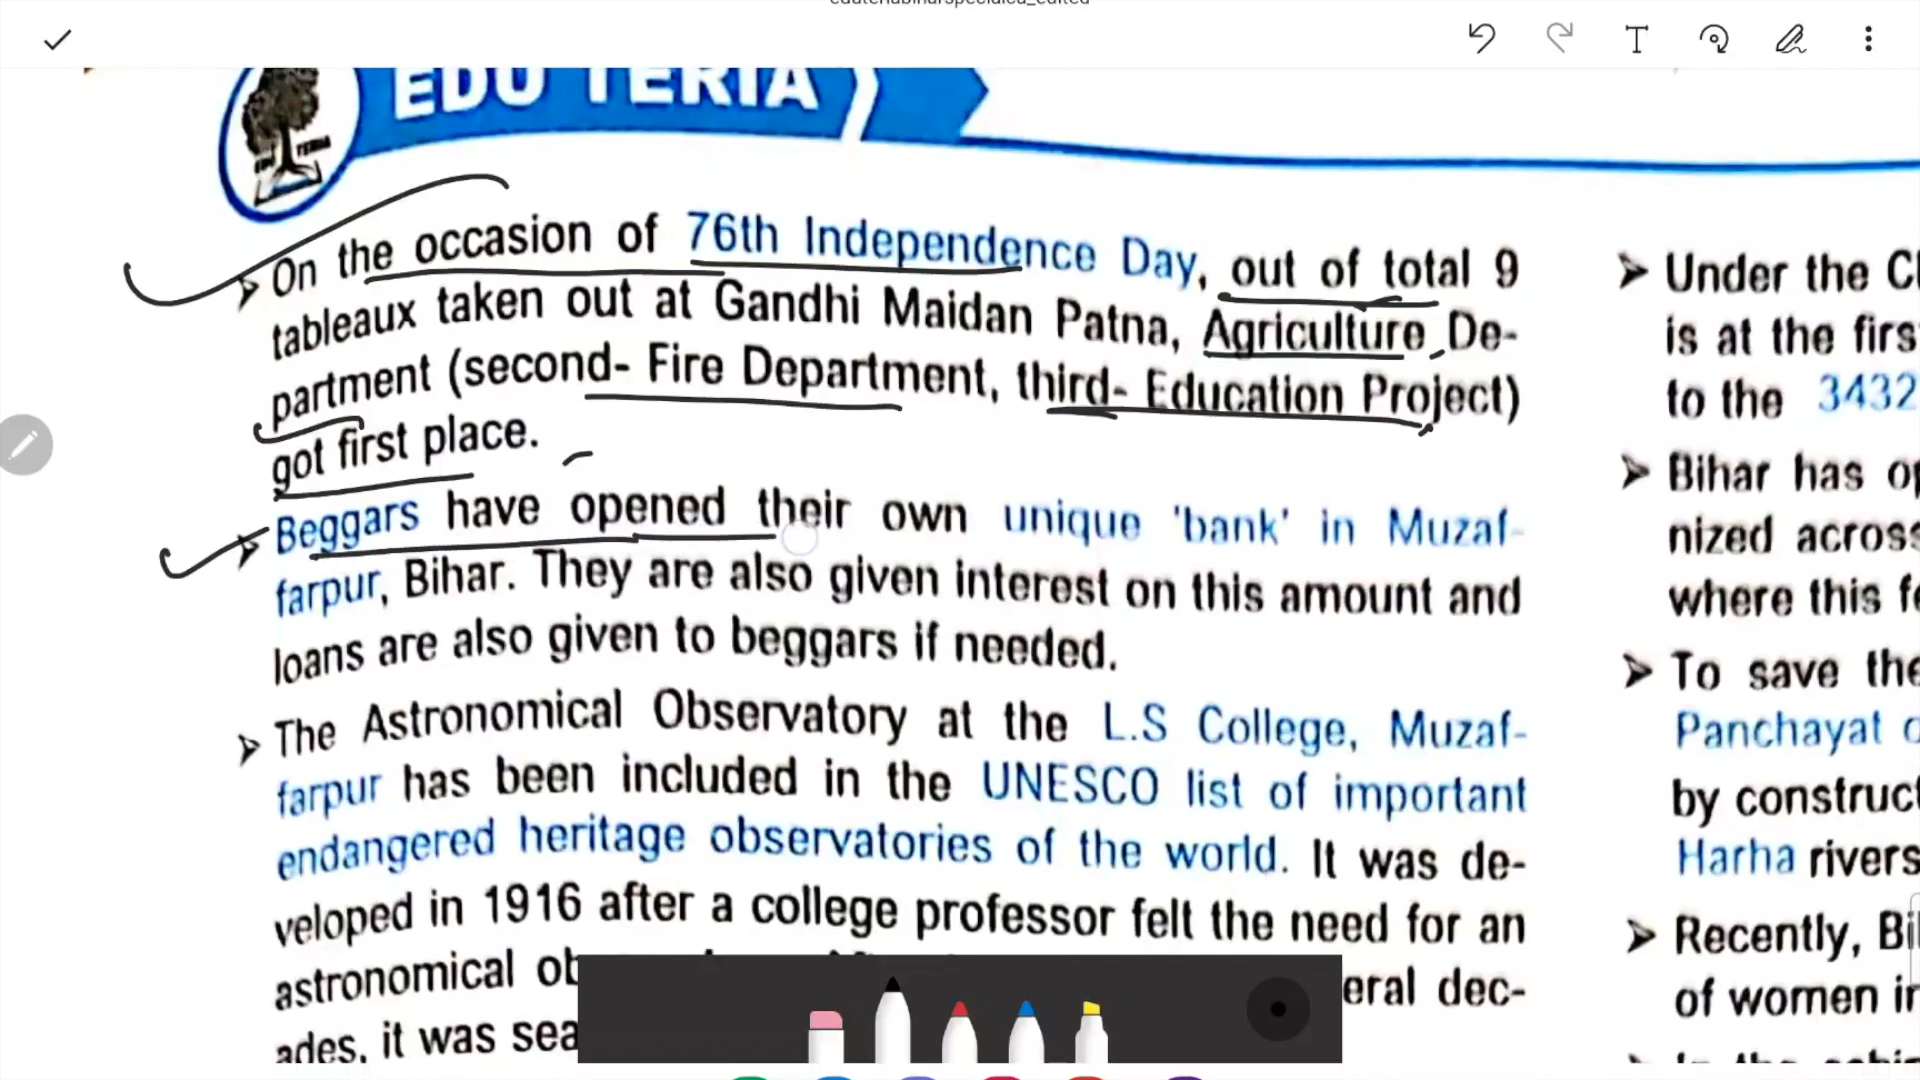 EDU TERIA
On the occasion of 76th Independence Day, out of total 9
tableaux taken out at Gandhi Maidan Patna, Agriculture De-
partment (second- Fire Department, third- Education Project)
got first place.
Beggars have opened their own unique 'bank' in Muzaf-
farpur, Bihar. They are also given interest on this amount and
loans are also given to beggars if needed.
The Astronomical Observatory at the L.S College, Muzaf-
farpur has been included in the UNESCO list of important
endangered heritage observatories of the world. It was de-
veloped in 1916 after a college professor felt the need for an
astronomical
eral dec-
ades, it was
Under the
is at the
to the 3432
Bihar has
nized
where this
To save
Panchayat
by
Harha rivers
Recently,
of women